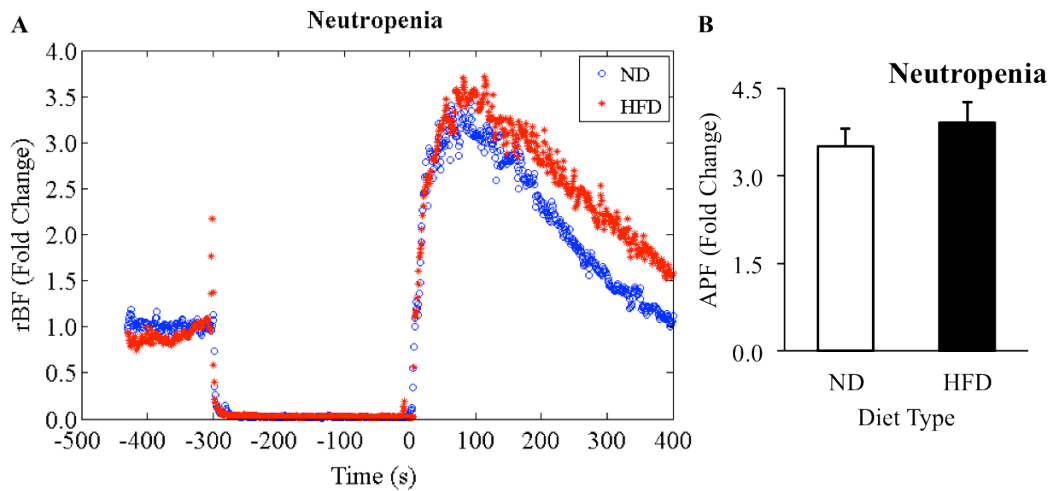 A
Neutropenia
rBF (Fold Change)
4.0
3.5
3.0
2.5
2.0
1.5
1.0
0.5
0.0
ND
HFD
-500 -400 -300 -200 -100 0 100 200 300 400
Time (s)
B
Neutropenia
APF (Fold Change)
4.5
3.0
1.5
0.0
ND HFD
Diet Type